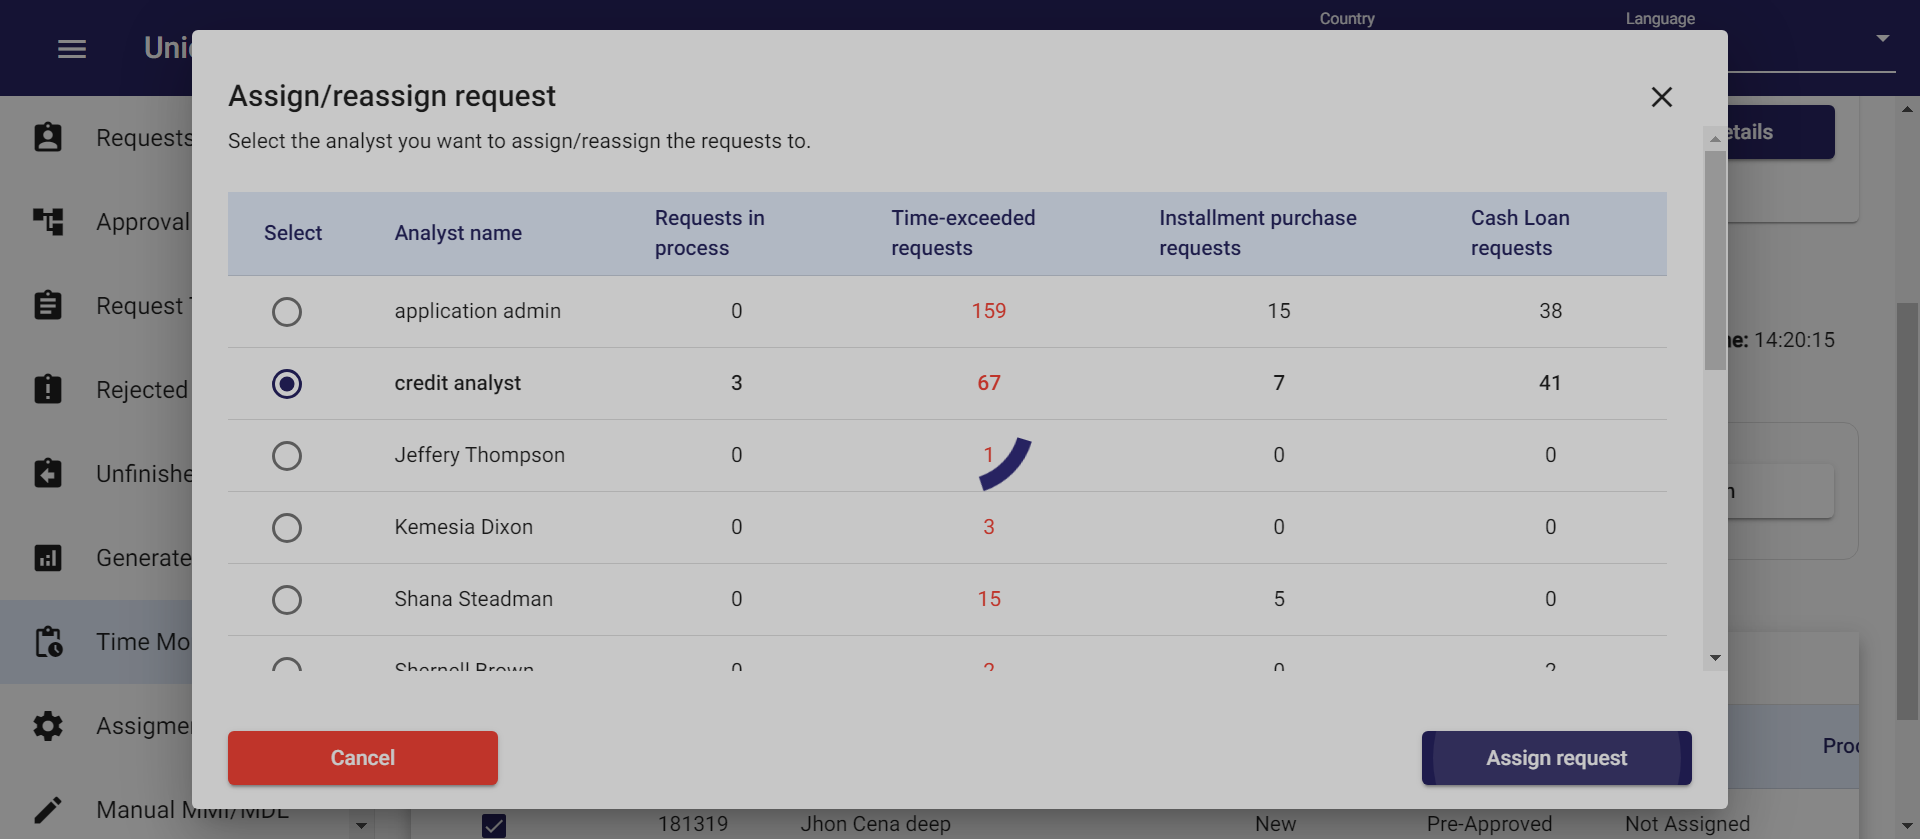 Country
Language
Assign/reassign request
Select the analyst you want to assign/reassign the requests to.
Select
Analyst name
Requests in process
Time-exceeded requests
Installment purchase requests
Cash Loan requests
application admin 0 159 15 38
credit analyst 3 67 7 41
Jeffery Thompson 0 1 0 0
Kemesia Dixon 0 3 0 0
Shana Steadman 0 15 5 0
Shernell Brown 0 2 0 2
Cancel
Assign request
Requests
Approval
Request
Rejected
Unfinishe
Generate
Time Mo
Assigmen
Manual MMI/MDL
etails
ne: 14:20:15
n
Proc
181319 Jhon Cena deep New Pre-Approved Not Assigned